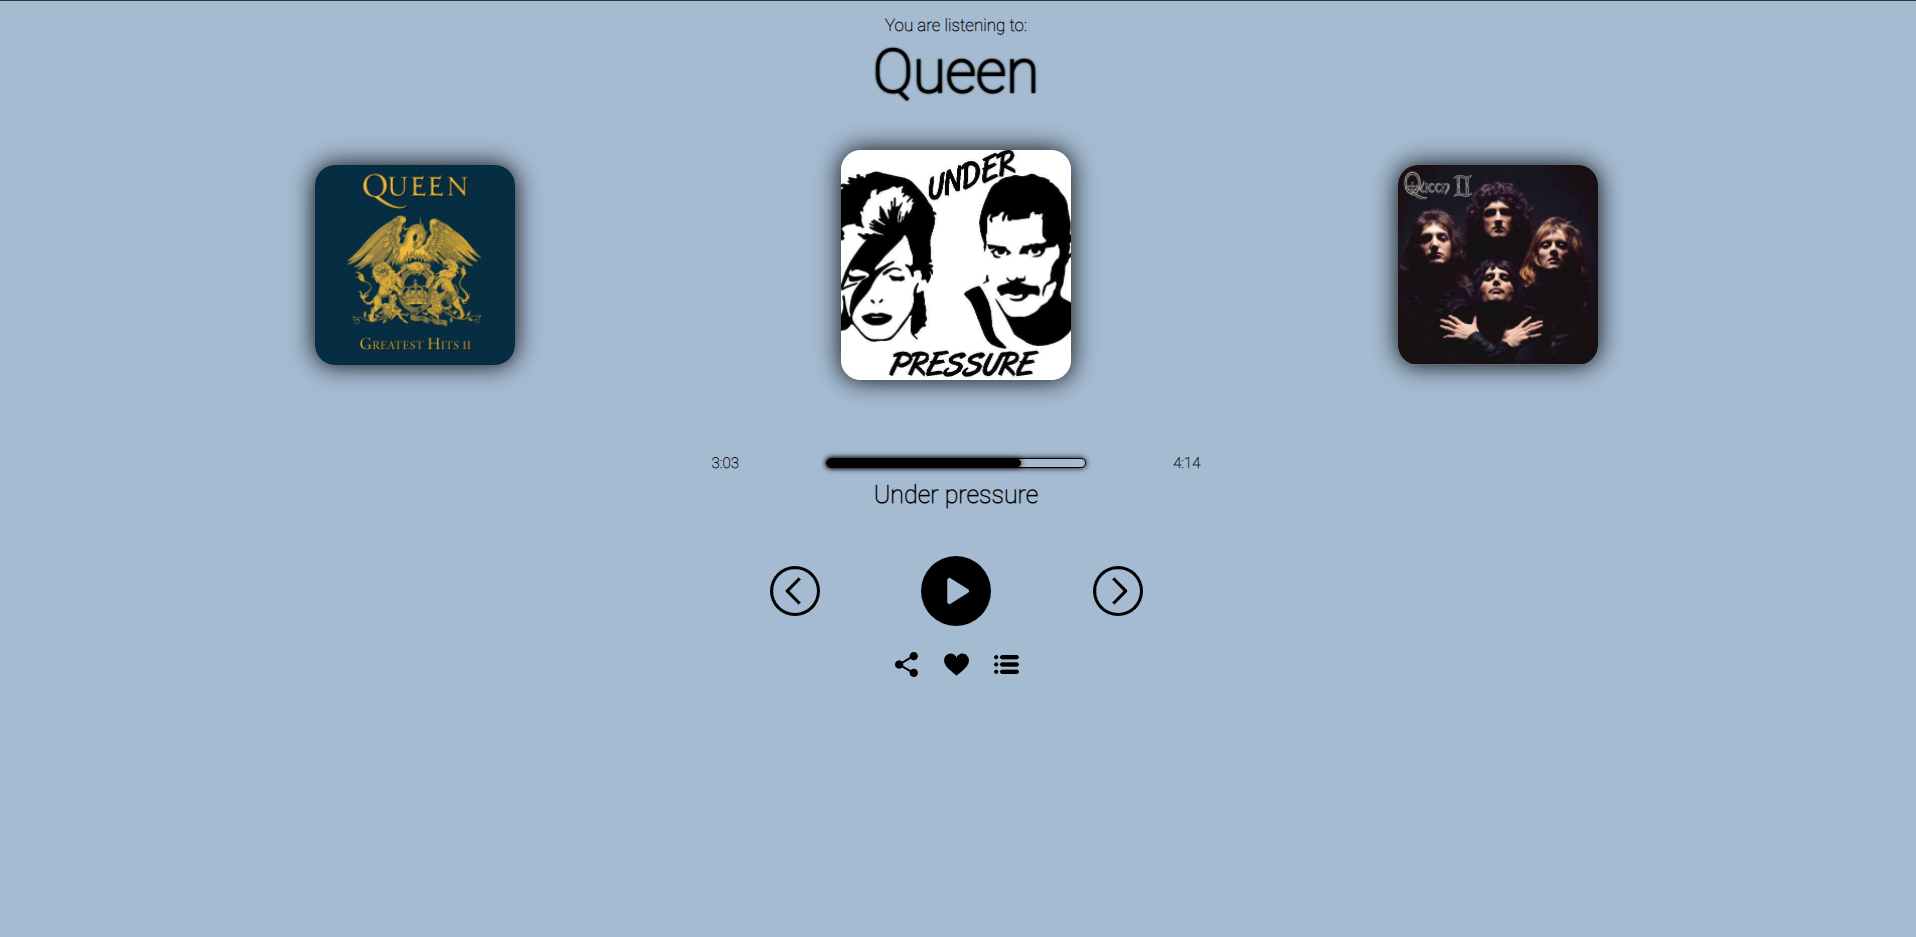 You are listening to:
Queen
QUEEN
GREATEST HITS II
UNDER
PRESSURE
Queen II
3:03
4:14
Under pressure